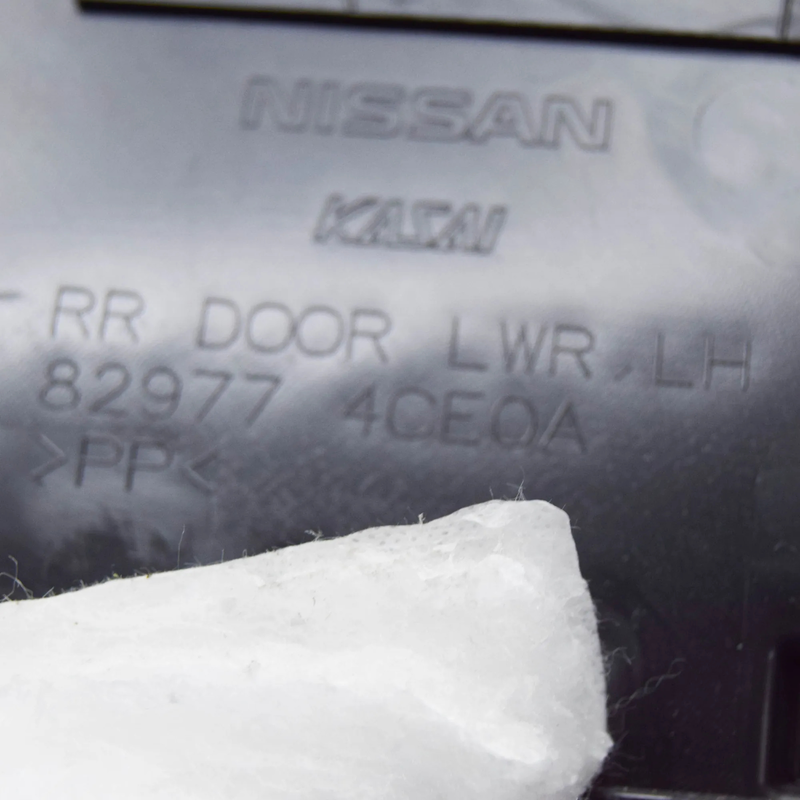 NISSAN
KASAI
RR DOOR LWR LH
82977 4CE0A
>PP<